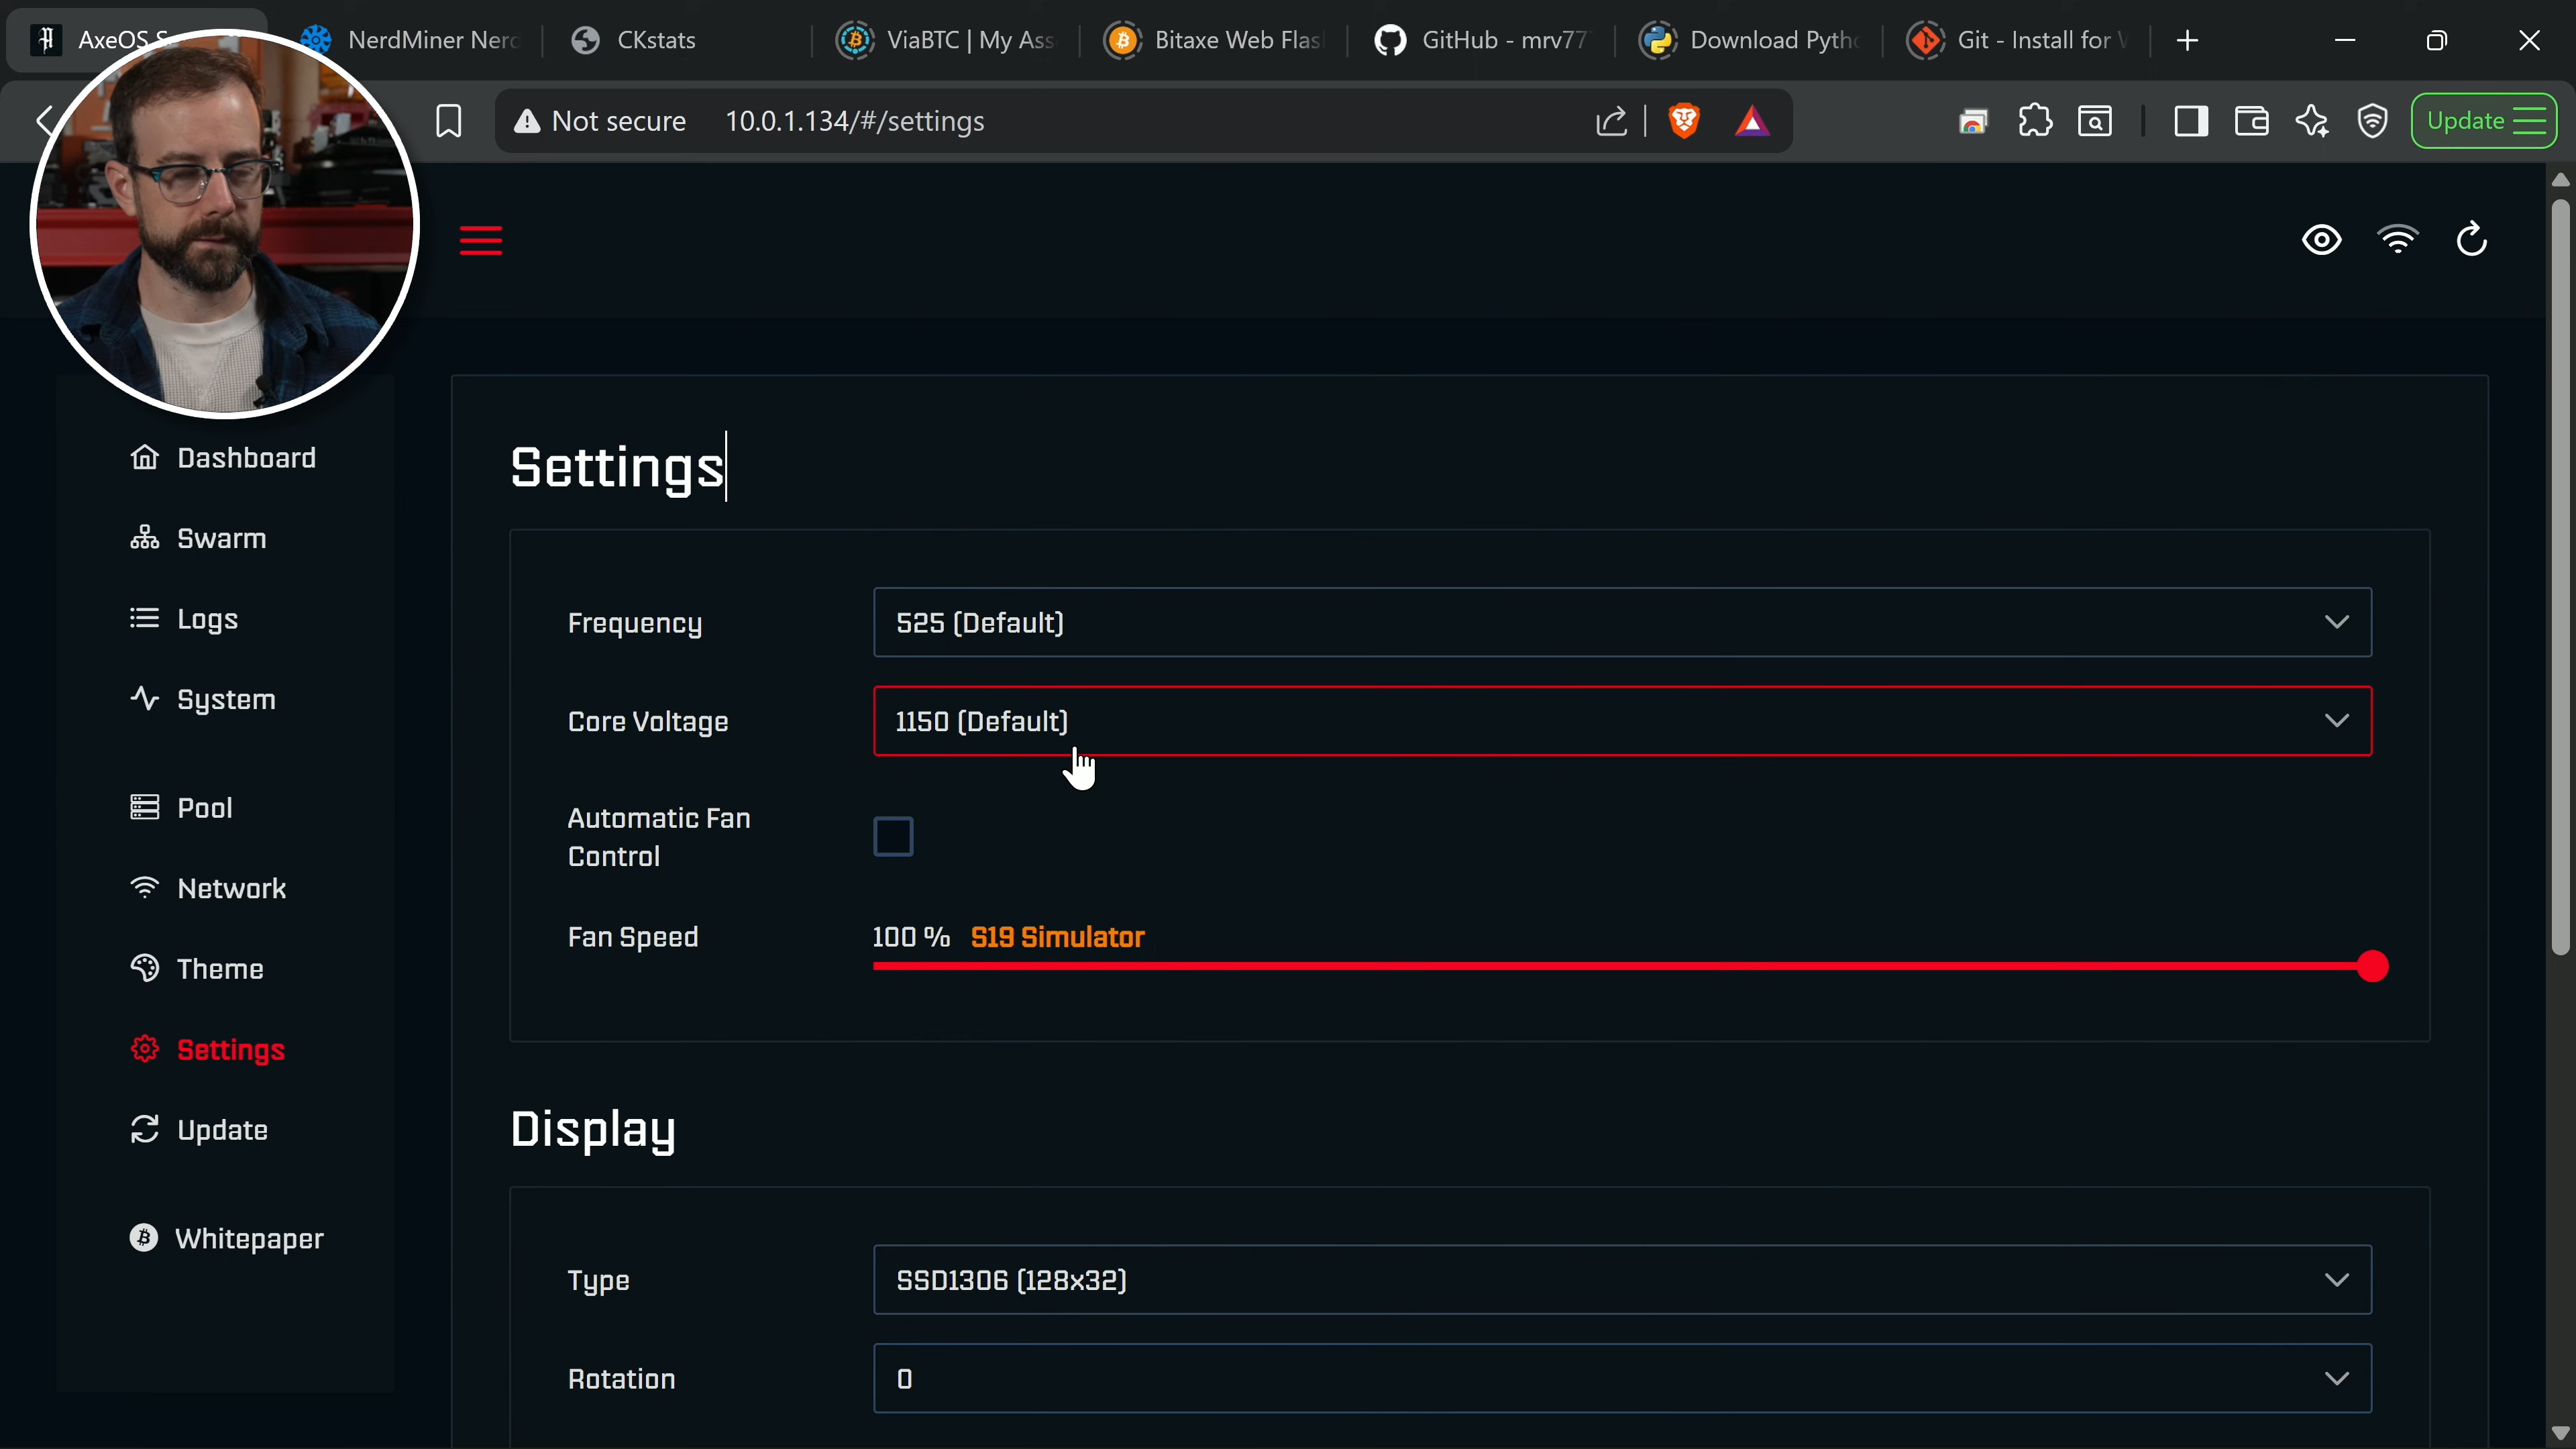 AxeOS S
NerdMiner Nerd
CKstats
ViaBTC | My Ass
Bitaxe Web Flas
GitHub - mrv77
Download Pytho
Git - Install for
Not secure
10.0.1.134/#/settings
Update
Dashboard
Swarm
Logs
System
Pool
Network
Theme
Settings
Update
Whitepaper
Settings
Frequency
525 (Default)
Core Voltage
1150 (Default)
Automatic Fan
Control
Fan Speed
100 % S19 Simulator
Display
Type
SSD1306 (128x32)
Rotation
0